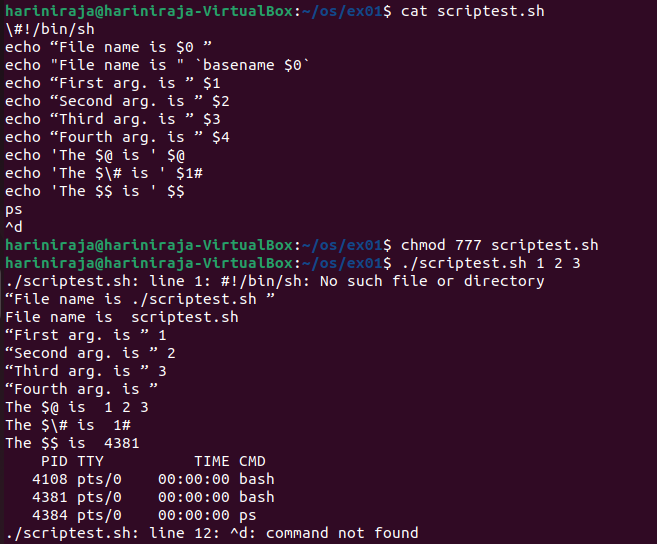 hariniraja@hariniraja-VirtualBox:~/os/ex01$ cat scriptest.sh
\#!/bin/sh
echo “File name is $0 ”
echo "File name is " `basename $0`
echo “First arg. is ” $1
echo “Second arg. is ” $2
echo “Third arg. is ” $3
echo “Fourth arg. is ” $4
echo 'The $@ is ' $@
echo 'The $\# is ' $1#
echo 'The $$ is ' $$
ps
^d
hariniraja@hariniraja-VirtualBox:~/os/ex01$ chmod 777 scriptest.sh
hariniraja@hariniraja-VirtualBox:~/os/ex01$ ./scriptest.sh 1 2 3
./scriptest.sh: line 1: #!/bin/sh: No such file or directory
“File name is ./scriptest.sh ”
File name is  scriptest.sh
“First arg. is ” 1
“Second arg. is ” 2
“Third arg. is ” 3
“Fourth arg. is ”
The $@ is  1 2 3
The $\# is  1#
The $$ is  4381
    PID TTY          TIME CMD
   4108 pts/0    00:00:00 bash
   4381 pts/0    00:00:00 bash
   4384 pts/0    00:00:00 ps
./scriptest.sh: line 12: ^d: command not found